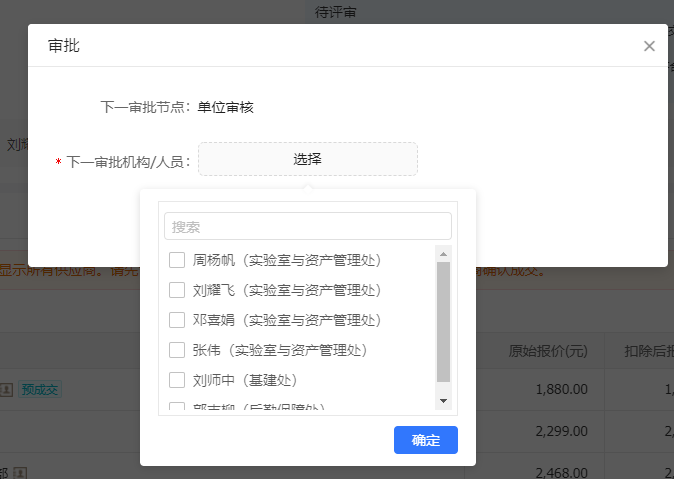 待评审
审批
下一审批节点：单位审核
* 下一审批机构/人员：
选择
搜索
周杨帆（实验室与资产管理处）
刘耀飞（实验室与资产管理处）
邓喜娟（实验室与资产管理处）
张伟（实验室与资产管理处）
刘师中（基建处）
显示所有供应商。请先
确认成交。
原始报价(元)
扣除后报
预成交
1,880.00
1,
2,299.00
2,
确定
部
2,468.00
2,